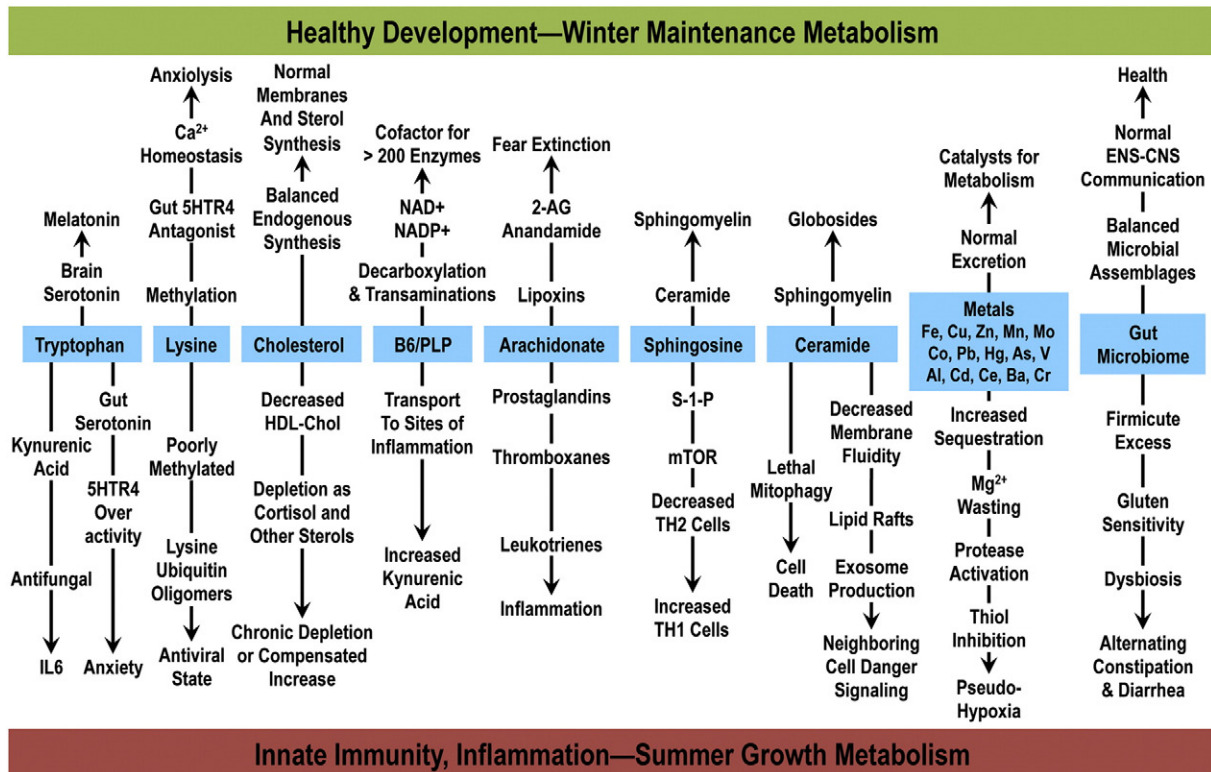 Healthy Development—Winter Maintenance Metabolism
Melatonin
Brain
Serotonin
Tryptophan
Kynurenic
Acid
Antifungal
IL6
Gut
Serotonin
5HTR4
Over
activity
Anxiety
Anxiolysis
Ca²⁺
Homeostasis
Gut 5HTR4
Antagonist
Methylation
Lysine
Poorly
Methylated
Lysine
Ubiquitin
Oligomers
Antiviral
State
Normal
Membranes
And Sterol
Synthesis
Balanced
Endogenous
Synthesis
Cholesterol
Decreased
HDL-Chol
Depletion as
Cortisol and
Other Sterols
Chronic Depletion
or Compensated
Increase
Cofactor for
> 200 Enzymes
NAD+
NADP+
Decarboxylation
& Transaminations
B6/PLP
Transport
To Sites of
Inflammation
Increased
Kynurenic
Acid
Fear Extinction
2-AG
Anandamide
Lipoxins
Arachidonate
Prostaglandins
Thromboxanes
Leukotrienes
Inflammation
Sphingomyelin
Ceramide
Sphingosine
S-1-P
mTOR
Decreased
TH2 Cells
Increased
TH1 Cells
Globosides
Sphingomyelin
Ceramide
Lethal
Mitophagy
Cell
Death
Decreased
Membrane
Fluidity
Lipid Rafts
Exosome
Production
Neighboring
Cell Danger
Signaling
Catalysts for
Metabolism
Normal
Excretion
Metals
Fe, Cu, Zn, Mn, Mo
Co, Pb, Hg, As, V
Al, Cd, Ce, Ba, Cr
Increased
Sequestration
Mg²⁺
Wasting
Protease
Activation
Thiol
Inhibition
Pseudo-
Hypoxia
Health
Normal
ENS-CNS
Communication
Balanced
Microbial
Assemblages
Gut
Microbiome
Firmicute
Excess
Gluten
Sensitivity
Dysbiosis
Alternating
Constipation
& Diarrhea
Innate Immunity, Inflammation—Summer Growth Metabolism